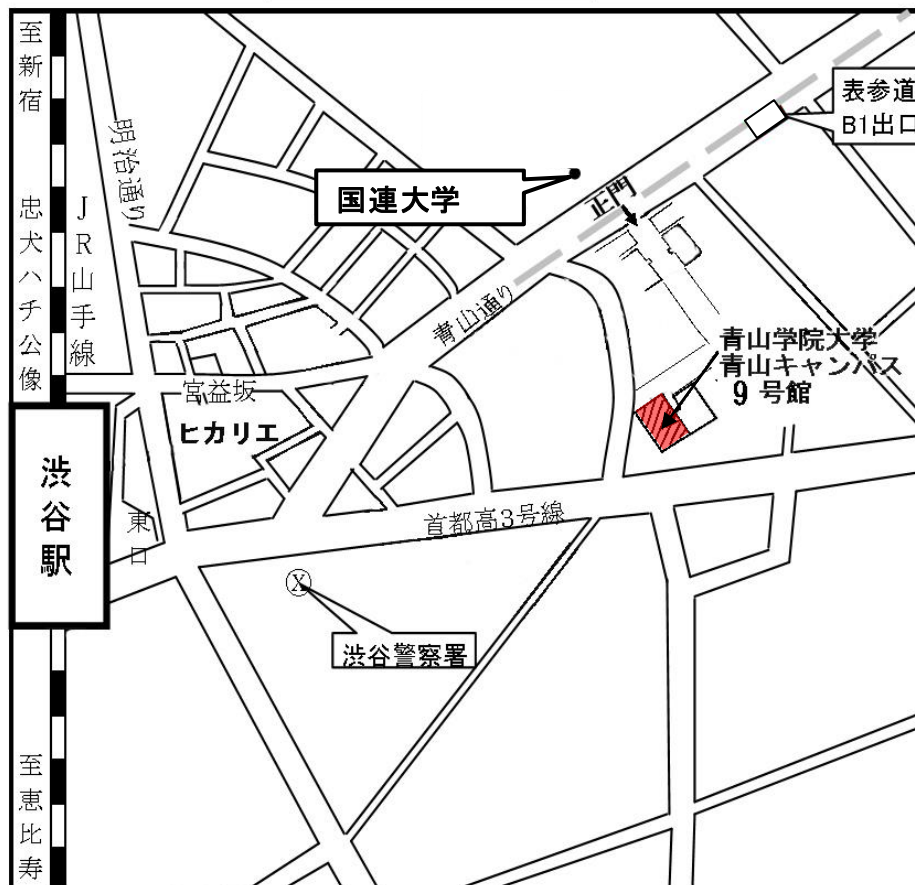 至新宿
忠犬ハチ公像
JR山手線
明治通り
国連大学
正門
表参道
B1出口
青山通り
青山学院大学
青山キャンパス
9号館
宮益坂
ヒカリエ
渋谷駅
東口
首都高3号線
X
渋谷警察署
至恵比寿